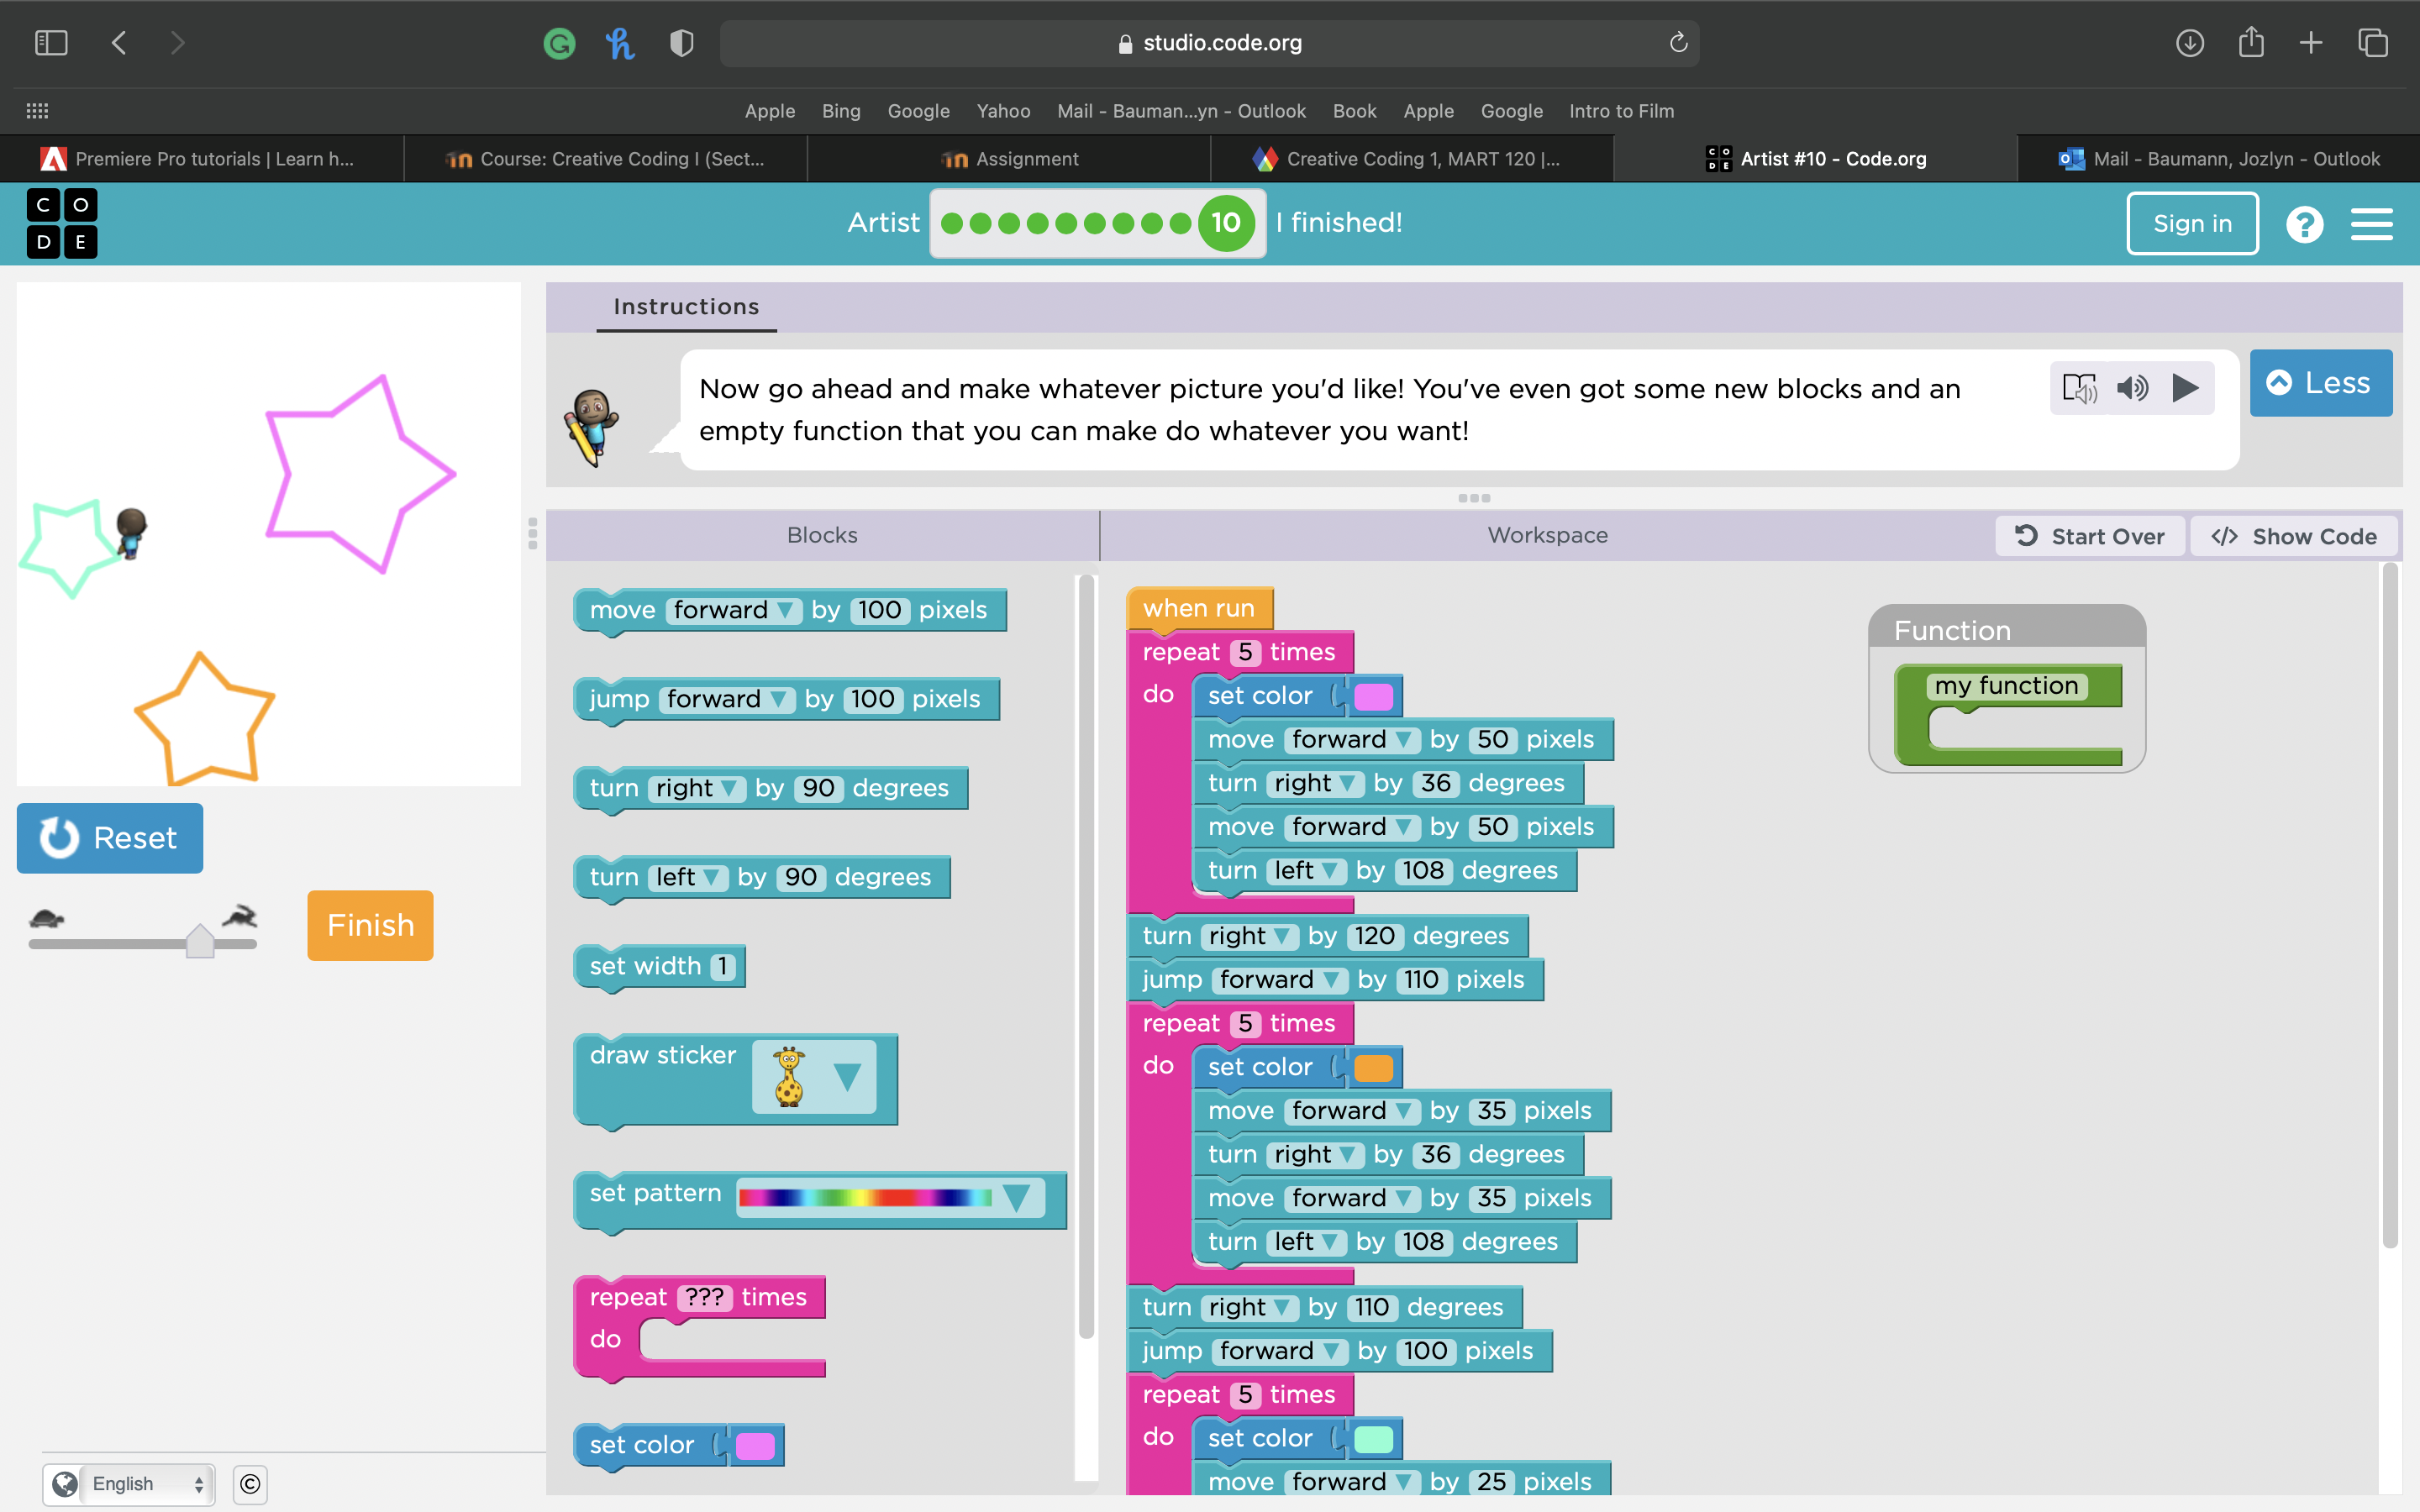 studio.code.org
Apple Bing Google Yahoo Mail - Bauman...yn - Outlook Book Apple Google Intro to Film
Premiere Pro tutorials | Learn h... Course: Creative Coding I (Sect... Assignment Creative Coding 1, MART 120 |... Artist #10 - Code.org Mail - Baumann, Jozlyn - Outlook
C O
D E
Artist 10 I finished! Sign in ?
Instructions
Now go ahead and make whatever picture you'd like! You've even got some new blocks and an
empty function that you can make do whatever you want!
Less
Blocks Workspace Start Over </> Show Code
Reset
Finish
move forward by 100 pixels
jump forward by 100 pixels
turn right by 90 degrees
turn left by 90 degrees
set width 1
draw sticker
set pattern
repeat ??? times
do
set color
when run
repeat 5 times
do set color
move forward by 50 pixels
turn right by 36 degrees
move forward by 50 pixels
turn left by 108 degrees
turn right by 120 degrees
jump forward by 110 pixels
repeat 5 times
do set color
move forward by 35 pixels
turn right by 36 degrees
move forward by 35 pixels
turn left by 108 degrees
turn right by 110 degrees
jump forward by 100 pixels
repeat 5 times
do set color
move forward by 25 pixels
Function
my function
English ©